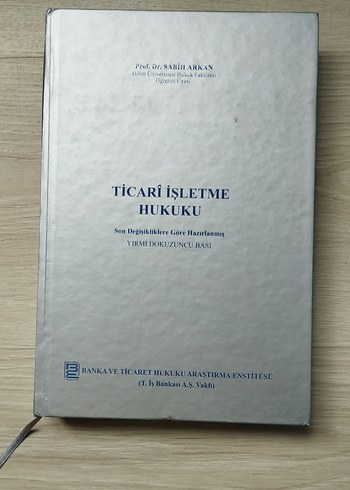 Prof. Dr. SABİH ARKAN
Üniversitesi Hukuk Fakültesi
Öğretim Üyesi
TİCARÎ İŞLETME
HUKUKU
Son Değişikliklere Göre Hazırlanmış
YİRMİ DOKUZUNCU BASI
BANKA VE TİCARET HUKUKU ARAŞTIRMA ENSTİTÜSÜ
(T. İş Bankası A.Ş. Vakfı)